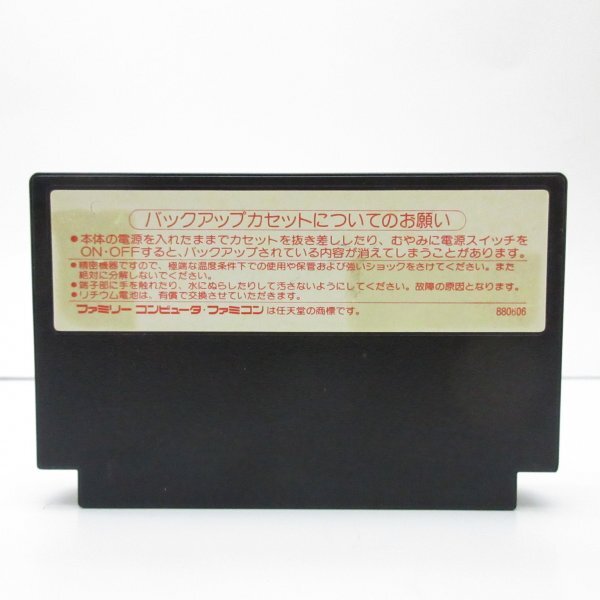 バックアップカセットについてのお願い
●本体の電源を入れたままでカセットを抜き差ししたり、むやみに電源スイッチを
ON・OFFすると、バックアップされている内容が消えてしまうことがあります。
●精密機器ですので、極端な温度条件下での使用や保管および強いショックをさけてください。また
絶対に分解しないでください。
●端子部に手を触れたり、水にぬらしたりして汚さないようにしてください。故障の原因となります。
●リチウム電池は、有償で交換させていただきます。
ファミリーコンピュータ・ファミコンは任天堂の商標です。 880606